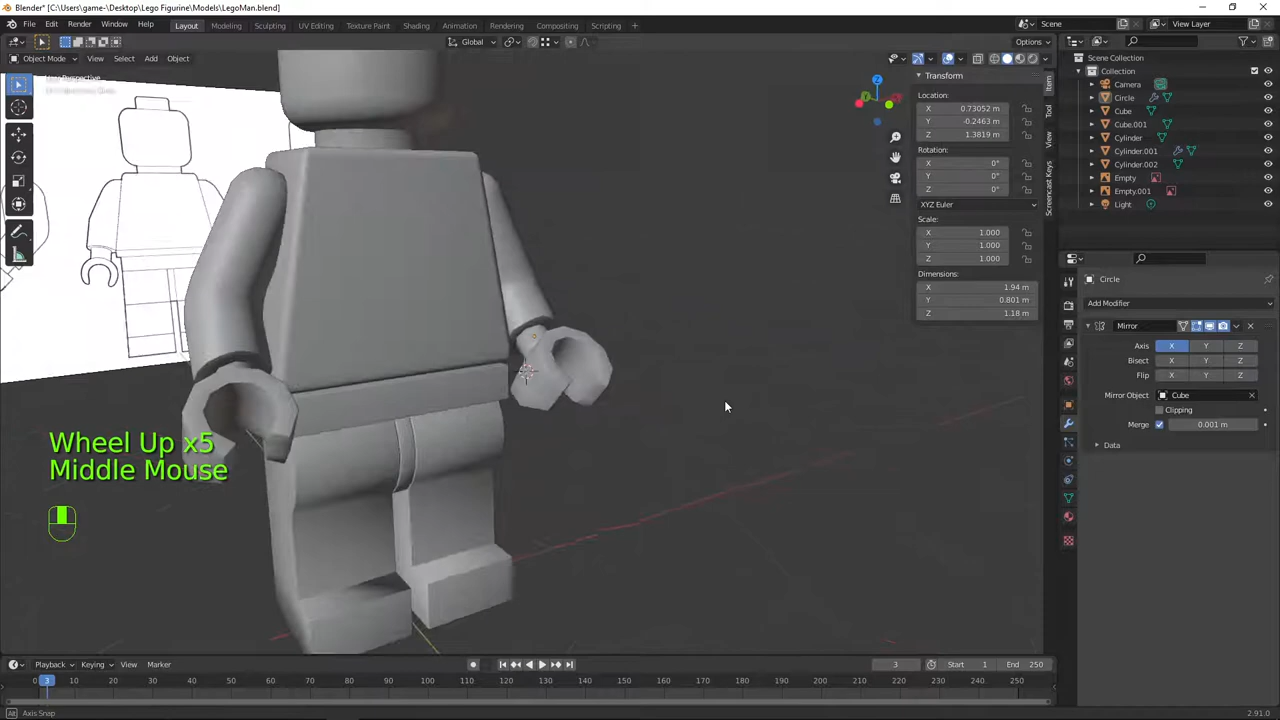 Blender* [C:\Users\game-\Desktop\Lego Figurine\Models\LegoMan.blend]
File Edit Render Window Help Layout Modeling Sculpting UV Editing Texture Paint Shading Animation Rendering Compositing Scripting + Scene View Layer
Global Options
Object Mode View Select Add Object
Transform
Location:
X 0.73052 m
Y -0.2463 m
Z 1.3819 m
Rotation:
X 0°
Y 0°
Z 0°
XYZ Euler
Scale:
X 1.000
Y 1.000
Z 1.000
Dimensions:
X 1.94 m
Y 0.801 m
Z 1.18 m
Item
Tool
View
Screencast Keys
Scene Collection
Collection
Camera
Circle
Cube
Cube.001
Cylinder
Cylinder.001
Cylinder.002
Empty
Empty.001
Light
Circle
Add Modifier
Mirror
Axis X Y Z
Bisect X Y Z
Flip X Y Z
Mirror Object Cube
Clipping
Merge 0.001 m
Data
Wheel Up x5
Middle Mouse
Playback Keying View Marker 3 Start 1 End 250
0 3 10 20 30 40 50 60 70 80 90 100 110 120 130 140 150 160 170 180 190 200 210 220 230 240 250
Alt Axis Snap 2.91.0